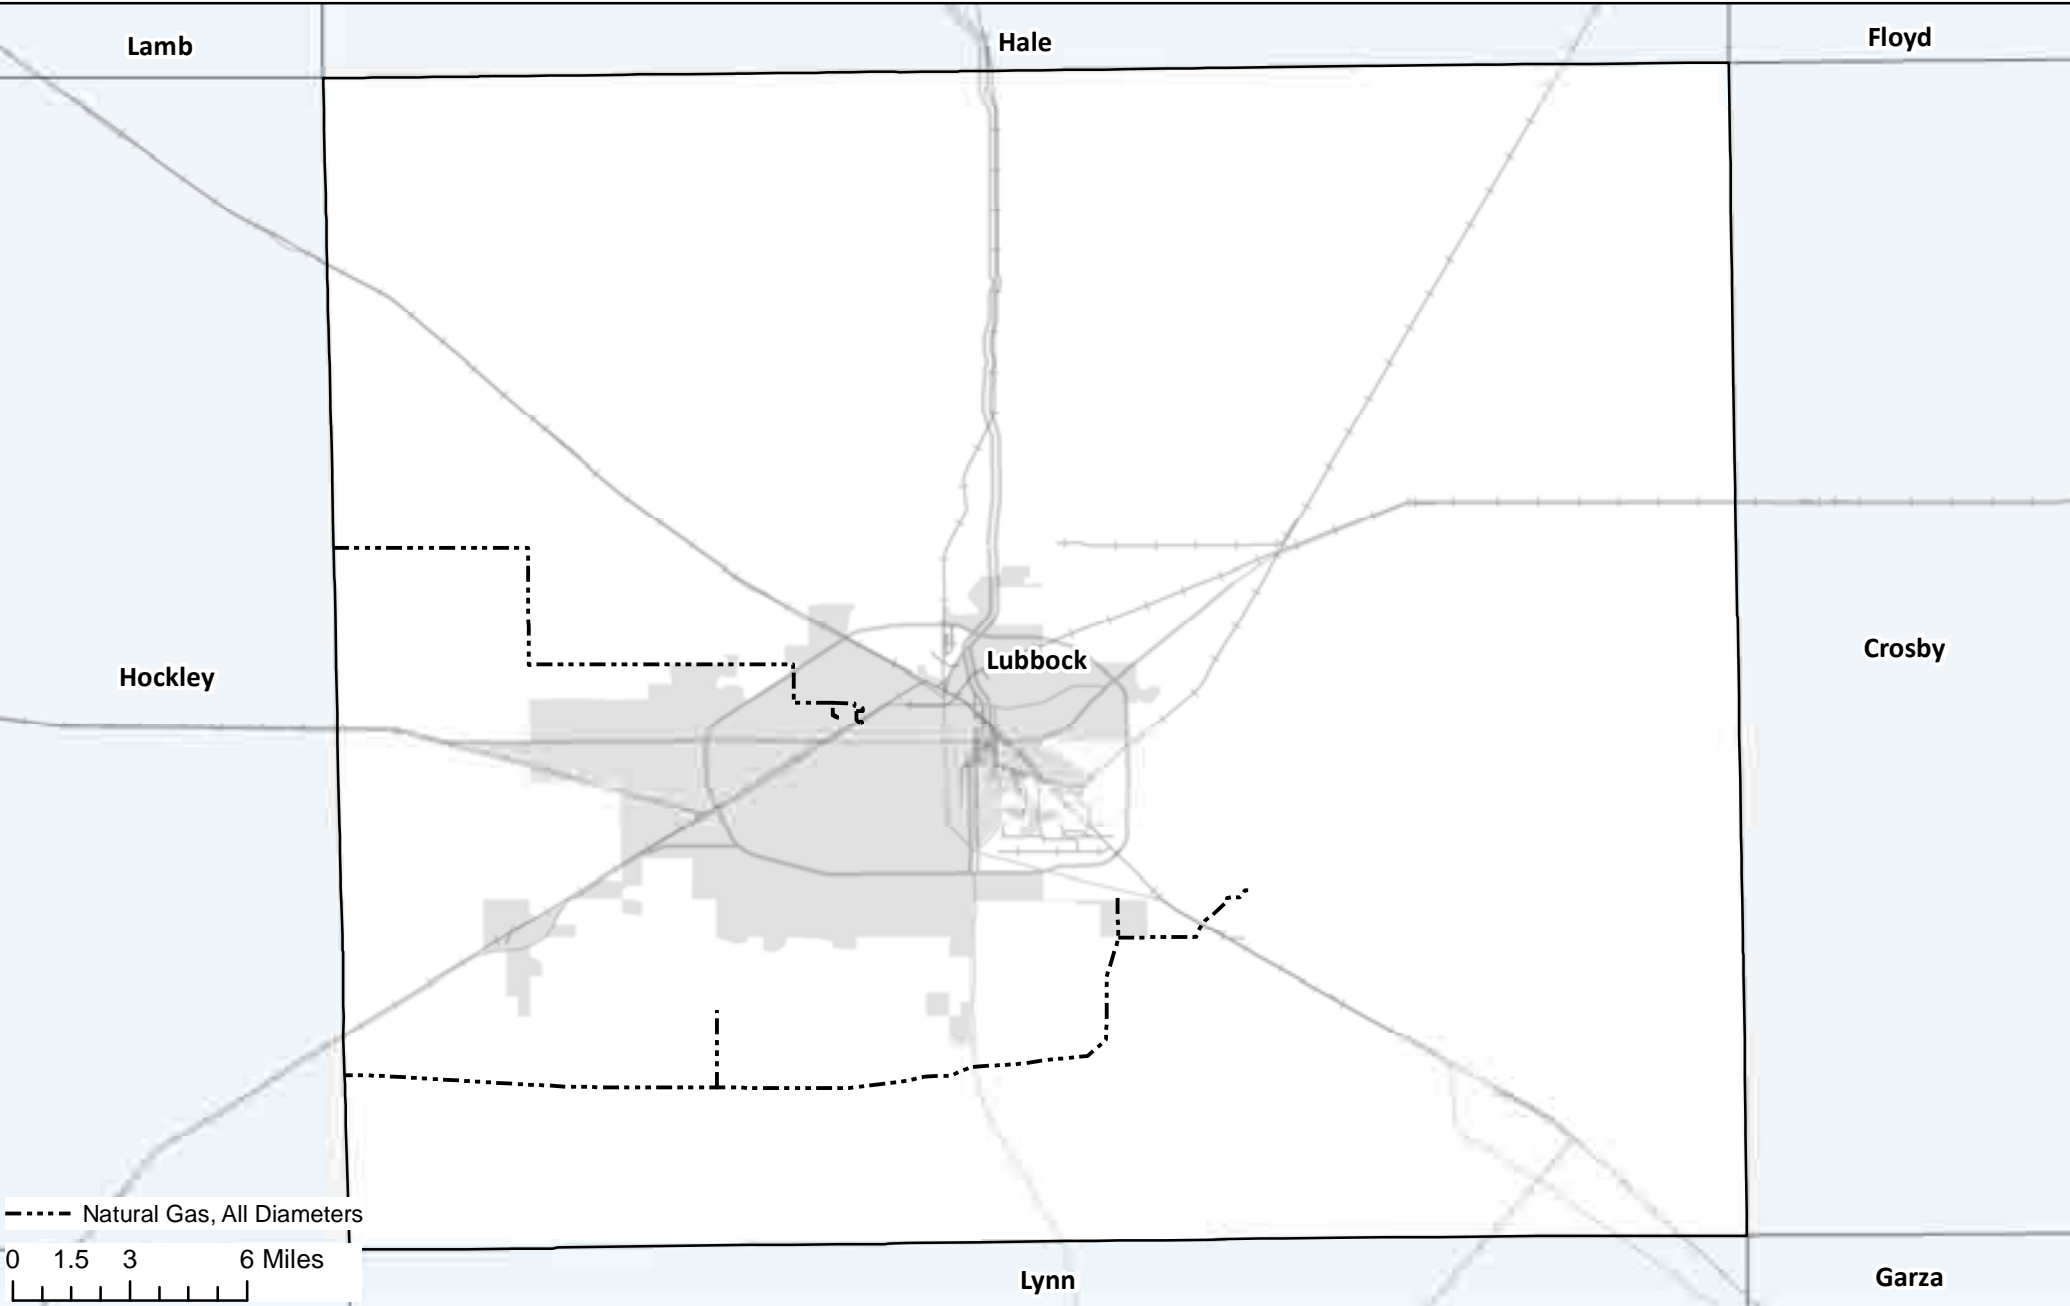 Lamb
Hale
Floyd
Hockley
Lubbock
Crosby
Natural Gas, All Diameters
0 1.5 3 6 Miles
Lynn
Garza